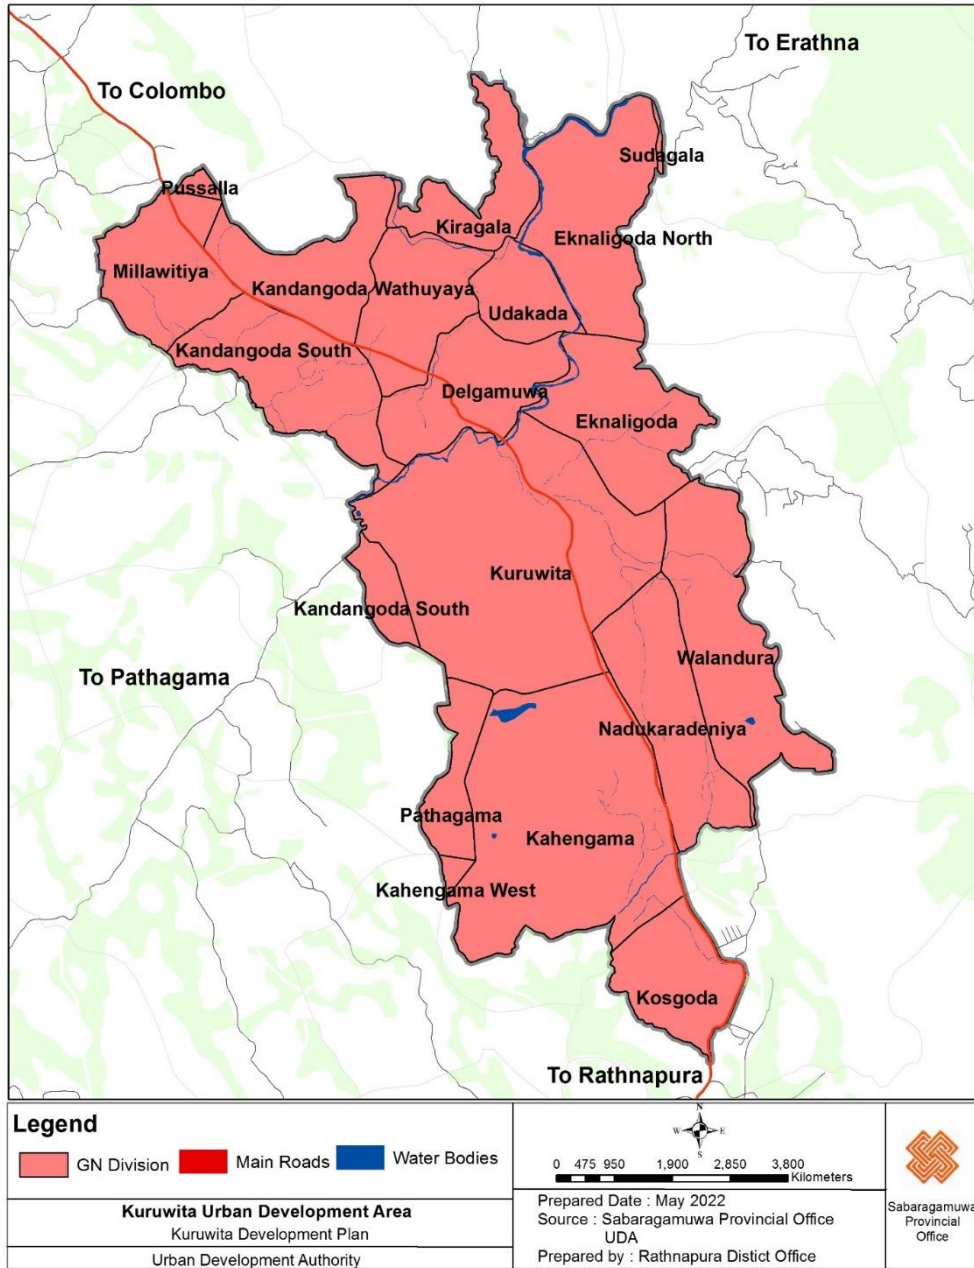 To Erathna
To Colombo
Sudagala
Pussalla
Kiragala
Eknaligoda North
Millawitiya
Kandangoda
Wathuyaya
Udakada
Kandangoda South
Delgamuwa
Eknaligoda
Kuruwita
Kandangoda South
Walandura
To Pathagama
Nadukaradeniya
Pathagama
Kahengama
Kahengama West
Kosgoda
To Rathnapura
Legend
GN Division
Main Roads
Water Bodies
Kuruwita Urban Development Area
Kuruwita Development Plan
Urban Development Authority
N
W E
S
0 475 950 1,900 2,850 3,800
Kilometers
Prepared Date : May 2022
Source : Sabaragamuwa Provincial Office
UDA
Prepared by : Rathnapura Distict Office
Sabaragamuwa
Provincial
Office